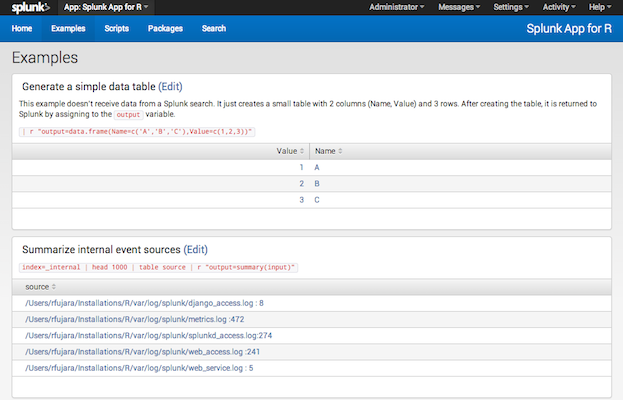 splunk> App: Splunk App for R Administrator Messages Settings Activity Help
Home Examples Scripts Packages Search Splunk App for R
Examples
Generate a simple data table (Edit)
This example doesn't receive data from a Splunk search. It just creates a small table with 2 columns (Name, Value) and 3 rows. After creating the table, it is returned to
Splunk by assigning to the output variable.
| r "output=data.frame(Name=c('A','B','C'),Value=c(1,2,3))"
Value Name
1 A
2 B
3 C
Summarize internal event sources (Edit)
index=_internal | head 1000 | table source | r "output=summary(input)"
source
/Users/rfujara/Installations/R/var/log/splunk/django_access.log : 8
/Users/rfujara/Installations/R/var/log/splunk/metrics.log :472
/Users/rfujara/Installations/R/var/log/splunk/splunkd_access.log:274
/Users/rfujara/Installations/R/var/log/splunk/web_access.log :241
/Users/rfujara/Installations/R/var/log/splunk/web_service.log : 5